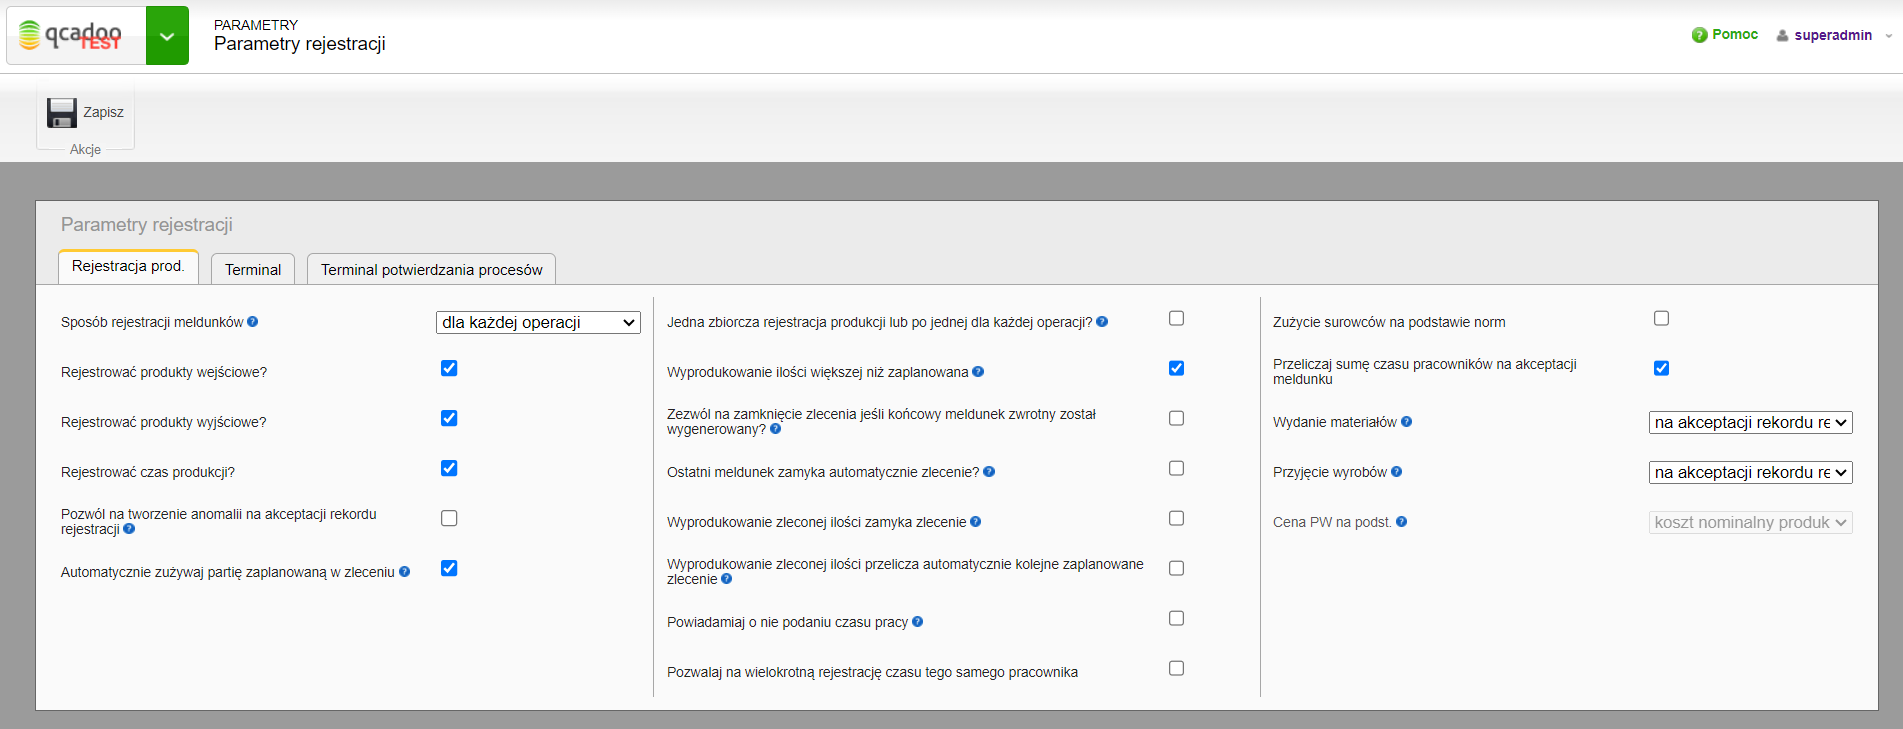 qcadoo
TEST
PARAMETRY
Parametry rejestracji
Pomoc
superadmin
Zapisz
Akcje
Parametry rejestracji
Rejestracja prod.
Terminal
Terminal potwierdzania procesów
Sposób rejestracji meldunków
dla każdej operacji
Rejestrować produkty wejściowe?
Rejestrować produkty wyjściowe?
Rejestrować czas produkcji?
Pozwól na tworzenie anomalii na akceptacji rekordu
rejestracji
Automatycznie zużywaj partię zaplanowaną w zleceniu
Jedna zbiorcza rejestracja produkcji lub po jednej dla każdej operacji?
Wyprodukowanie ilości większej niż zaplanowana
Zezwól na zamknięcie zlecenia jeśli końcowy meldunek zwrotny został
wygenerowany?
Ostatni meldunek zamyka automatycznie zlecenie?
Wyprodukowanie zleconej ilości zamyka zlecenie
Wyprodukowanie zleconej ilości przelicza automatycznie kolejne zaplanowane
zlecenie
Powiadamiaj o nie podaniu czasu pracy
Pozwalaj na wielokrotną rejestrację czasu tego samego pracownika
Zużycie surowców na podstawie norm
Przeliczaj sumę czasu pracowników na akceptacji
meldunku
Wydanie materiałów
na akceptacji rekordu re
Przyjęcie wyrobów
na akceptacji rekordu re
Cena PW na podst.
koszt nominalny produk